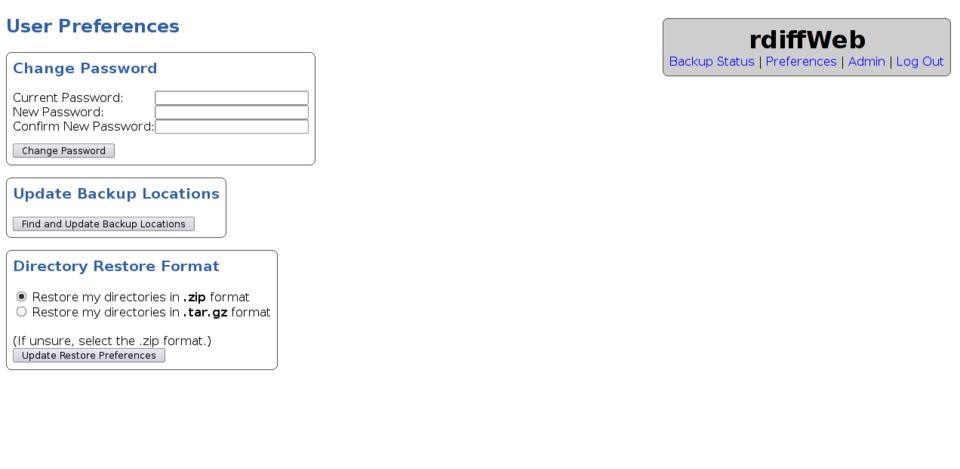 User Preferences
rdiffWeb
Backup Status | Preferences | Admin | Log Out
Change Password
Current Password:
New Password:
Confirm New Password:
Change Password
Update Backup Locations
Find and Update Backup Locations
Directory Restore Format
Restore my directories in .zip format
Restore my directories in .tar.gz format
(If unsure, select the .zip format.)
Update Restore Preferences